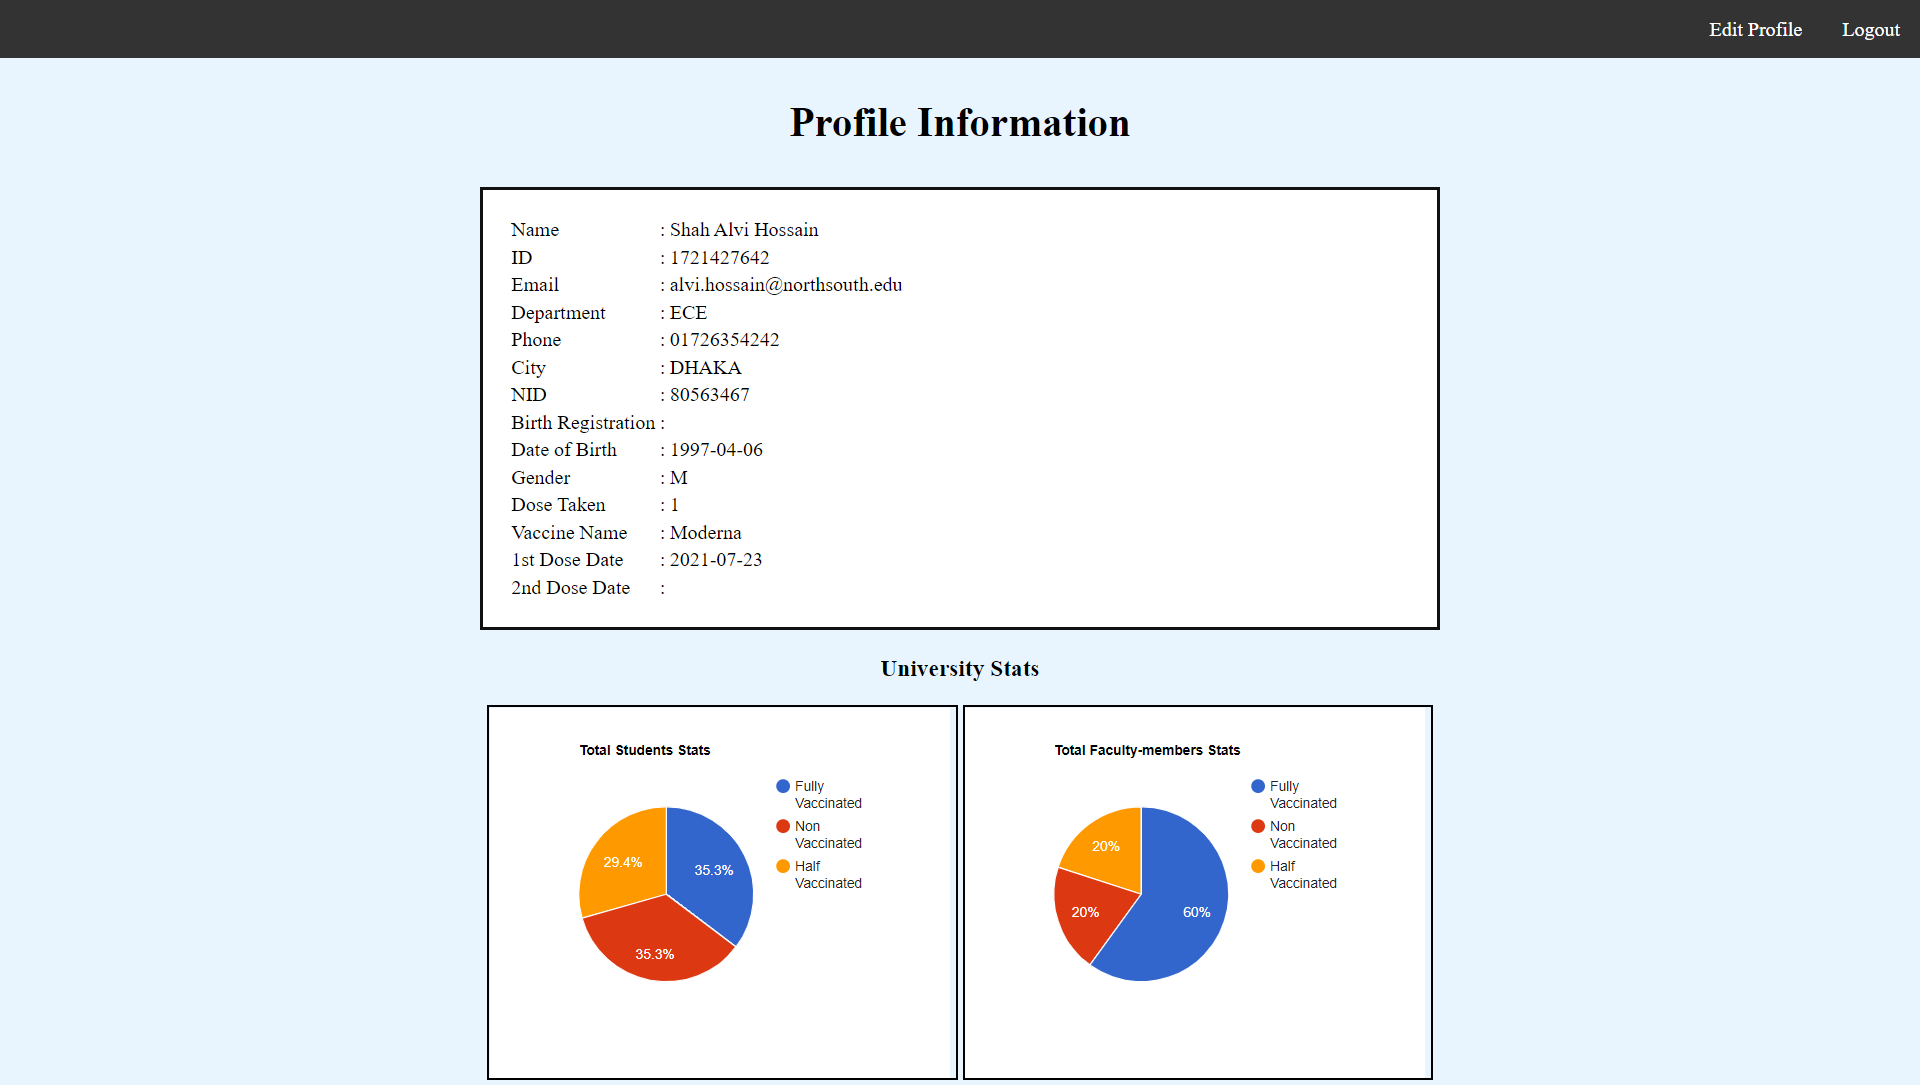 Edit Profile Logout
Profile Information
Name : Shah Alvi Hossain
ID : 1721427642
Email : alvi.hossain@northsouth.edu
Department : ECE
Phone : 01726354242
City : DHAKA
NID : 80563467
Birth Registration :
Date of Birth : 1997-04-06
Gender : M
Dose Taken : 1
Vaccine Name : Moderna
1st Dose Date : 2021-07-23
2nd Dose Date :
University Stats
Total Students Stats
Fully
Vaccinated
Non
Vaccinated
Half
Vaccinated
29.4%
35.3%
35.3%
Total Faculty-members Stats
Fully
Vaccinated
Non
Vaccinated
Half
Vaccinated
20%
20%
60%